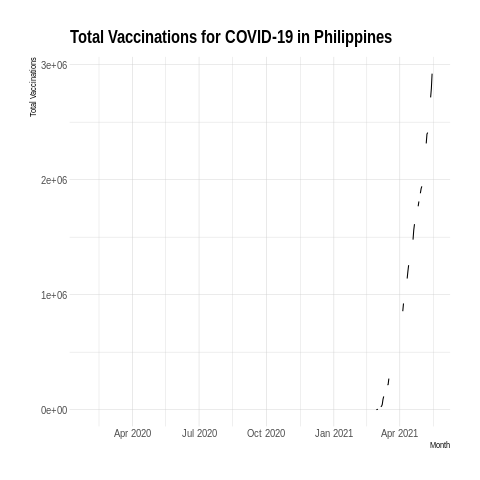 Total Vaccinations for COVID-19 in Philippines
Total Vaccinations
3e+06
2e+06
1e+06
0e+00
Apr 2020
Jul 2020
Oct 2020
Jan 2021
Apr 2021
Month